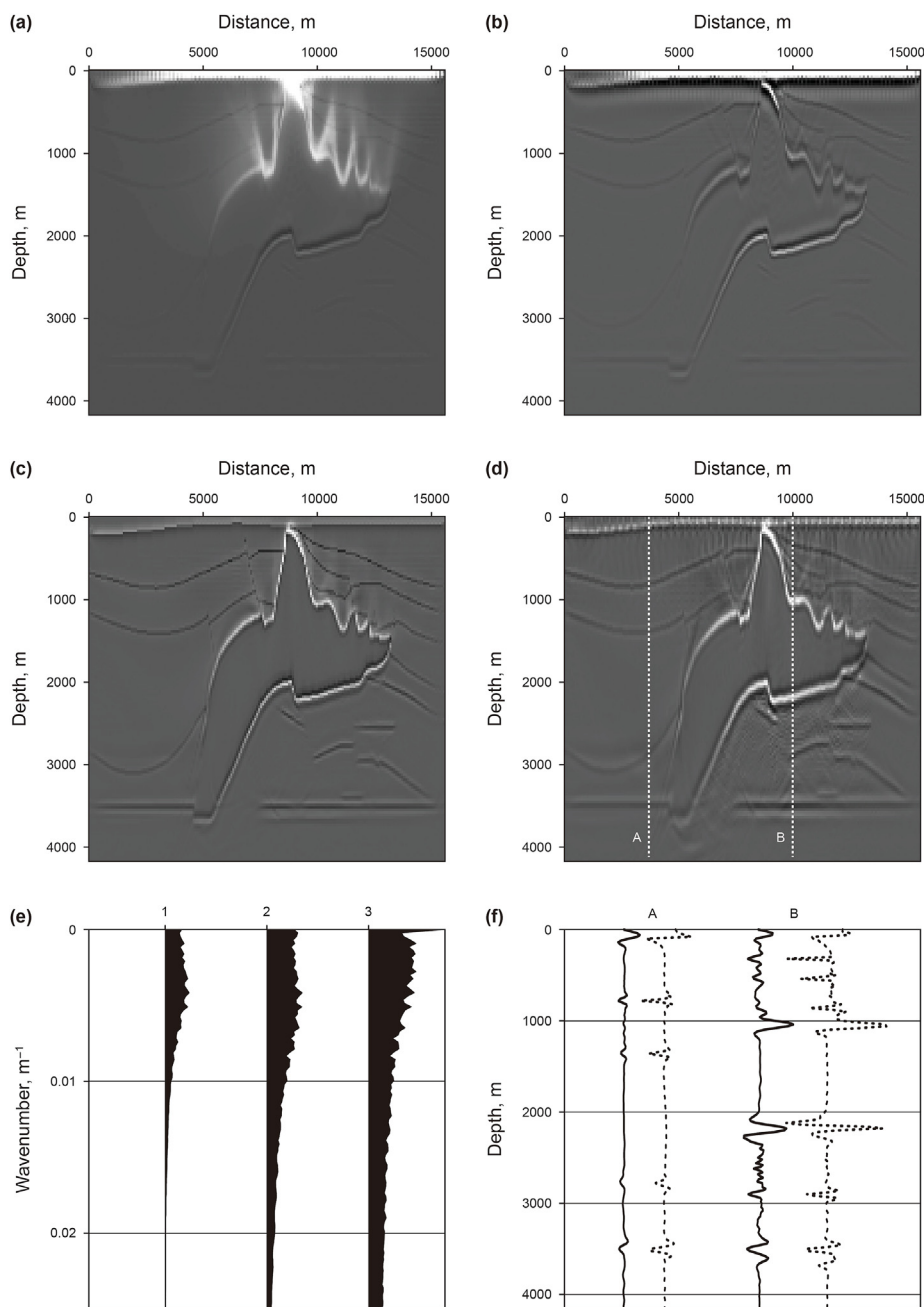 (a)
Distance, m
0 5000 10000 15000
0
1000
2000
3000
4000
Depth, m
(b)
Distance, m
0 5000 10000 15000
0
1000
2000
3000
4000
Depth, m
(c)
Distance, m
0 5000 10000 15000
0
1000
2000
3000
4000
Depth, m
(d)
Distance, m
0 5000 10000 15000
0
1000
2000
3000
4000
Depth, m
A B
(e)
1 2 3
0
0.01
0.02
Wavenumber, m⁻¹
(f)
A B
0
1000
2000
3000
4000
Depth, m